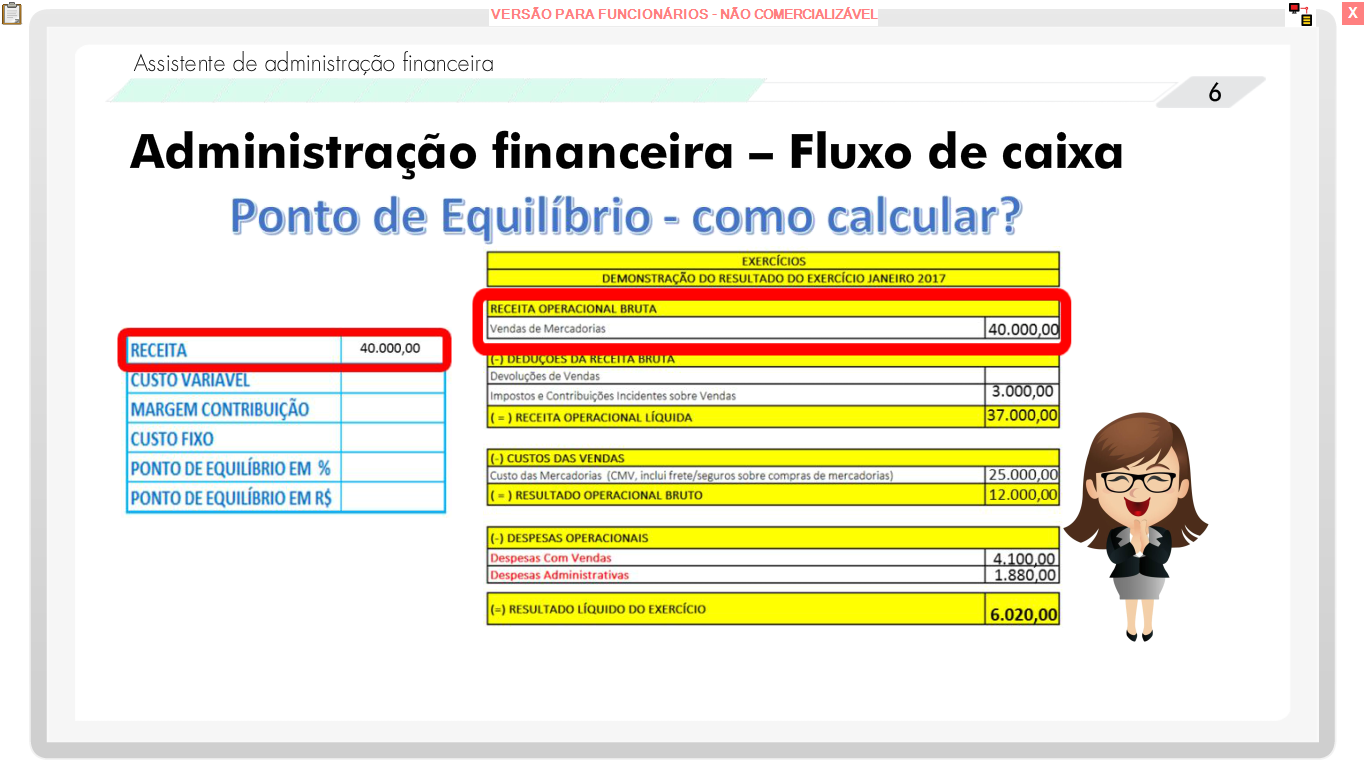 VERSÃO PARA FUNCIONÁRIOS - NÃO COMERCIALIZÁVEL
X
Assistente de administração financeira
6
Administração financeira – Fluxo de caixa
Ponto de Equilíbrio - como calcular?
RECEITA 40.000,00
CUSTO VARIAVEL
MARGEM CONTRIBUIÇÃO
CUSTO FIXO
PONTO DE EQUILÍBRIO EM %
PONTO DE EQUILÍBRIO EM R$
EXERCÍCIOS
DEMONSTRAÇÃO DO RESULTADO DO EXERCÍCIO JANEIRO 2017
RECEITA OPERACIONAL BRUTA
Vendas de Mercadorias 40.000,00
(-) DEDUÇÕES DA RECEITA BRUTA
Devoluções de Vendas
Impostos e Contribuições Incidentes sobre Vendas 3.000,00
( = ) RECEITA OPERACIONAL LÍQUIDA 37.000,00
(-) CUSTOS DAS VENDAS
Custo das Mercadorias (CMV, inclui frete/seguros sobre compras de mercadorias) 25.000,00
( = ) RESULTADO OPERACIONAL BRUTO 12.000,00
(-) DESPESAS OPERACIONAIS
Despesas Com Vendas 4.100,00
Despesas Administrativas 1.880,00
(=) RESULTADO LÍQUIDO DO EXERCÍCIO 6.020,00